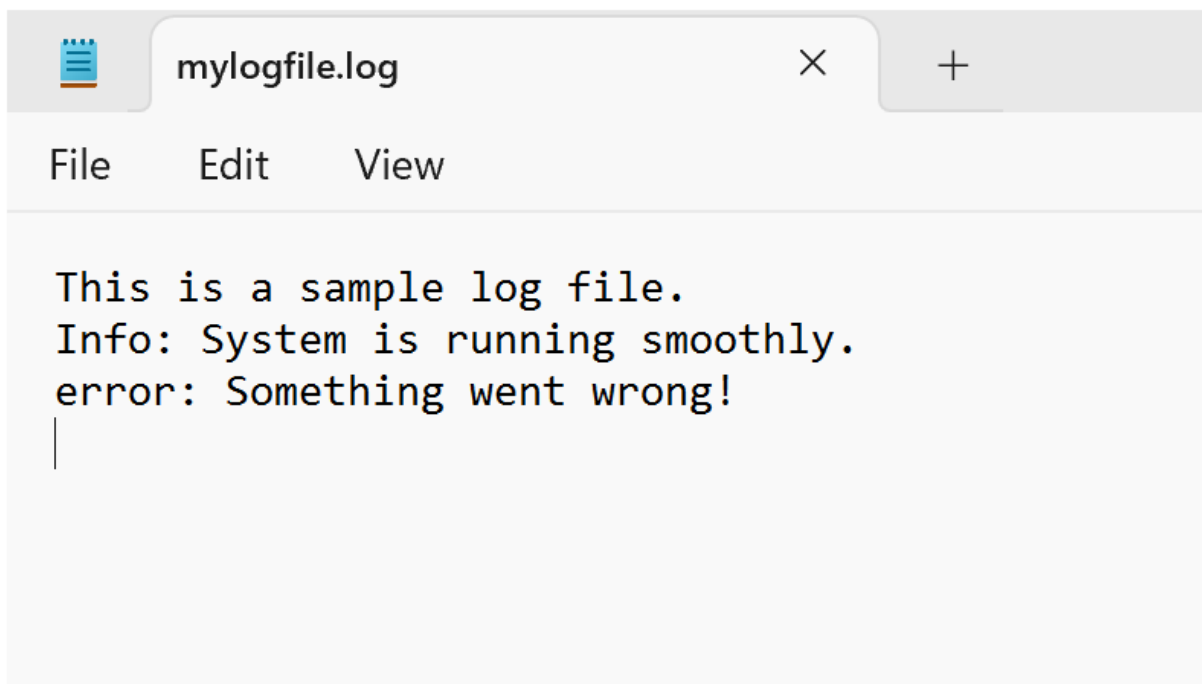 mylogfile.log
File Edit View
This is a sample log file.
Info: System is running smoothly.
error: Something went wrong!